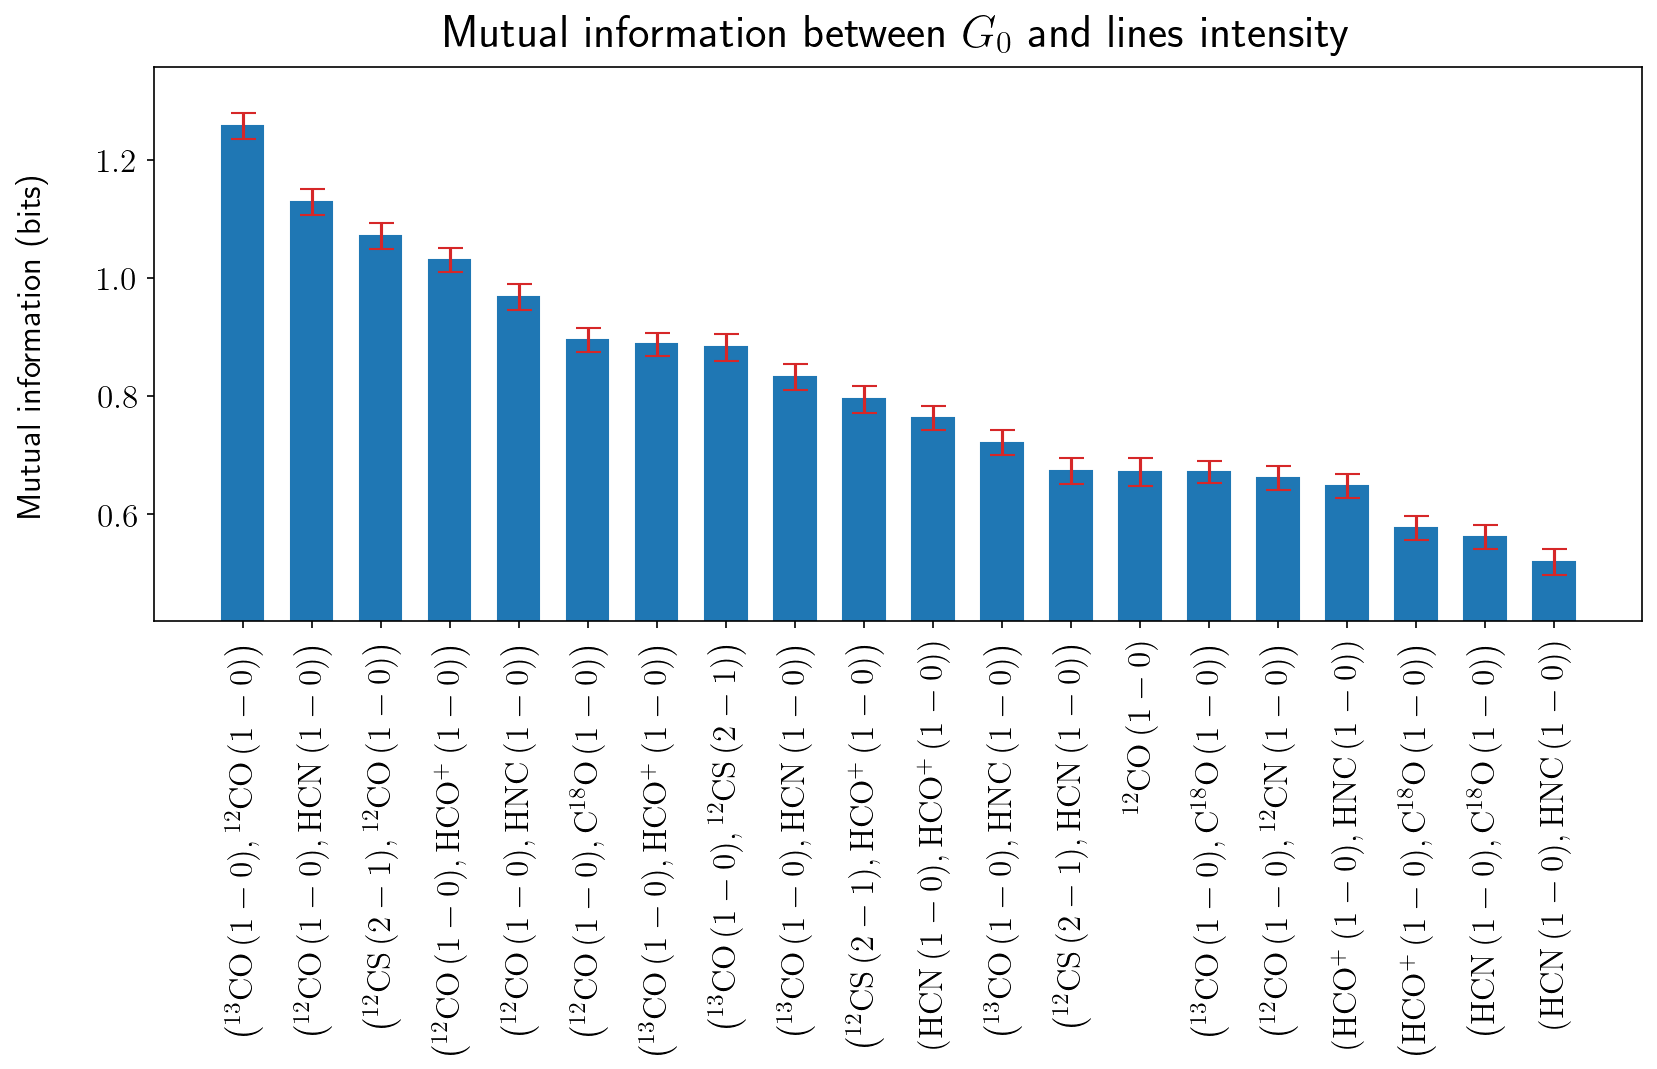 Mutual information between G₀ and lines intensity
Mutual information (bits)
1.2
1.0
0.8
0.6
(¹³CO (1 − 0), ¹²CO (1 − 0))
(¹²CO (1 − 0), HCN (1 − 0))
(¹²CS (2 − 1), ¹²CO (1 − 0))
(¹²CO (1 − 0), HCO⁺ (1 − 0))
(¹²CO (1 − 0), HNC (1 − 0))
(¹²CO (1 − 0), C¹⁸O (1 − 0))
(¹³CO (1 − 0), HCO⁺ (1 − 0))
(¹³CO (1 − 0), ¹²CS (2 − 1))
(¹³CO (1 − 0), HCN (1 − 0))
(¹²CS (2 − 1), HCO⁺ (1 − 0))
(HCN (1 − 0), HCO⁺ (1 − 0))
(¹³CO (1 − 0), HNC (1 − 0))
(¹²CS (2 − 1), HCN (1 − 0))
¹²CO (1 − 0)
(¹³CO (1 − 0), C¹⁸O (1 − 0))
(¹²CO (1 − 0), ¹²CN (1 − 0))
(HCO⁺ (1 − 0), HNC (1 − 0))
(HCO⁺ (1 − 0), C¹⁸O (1 − 0))
(HCN (1 − 0), C¹⁸O (1 − 0))
(HCN (1 − 0), HNC (1 − 0))